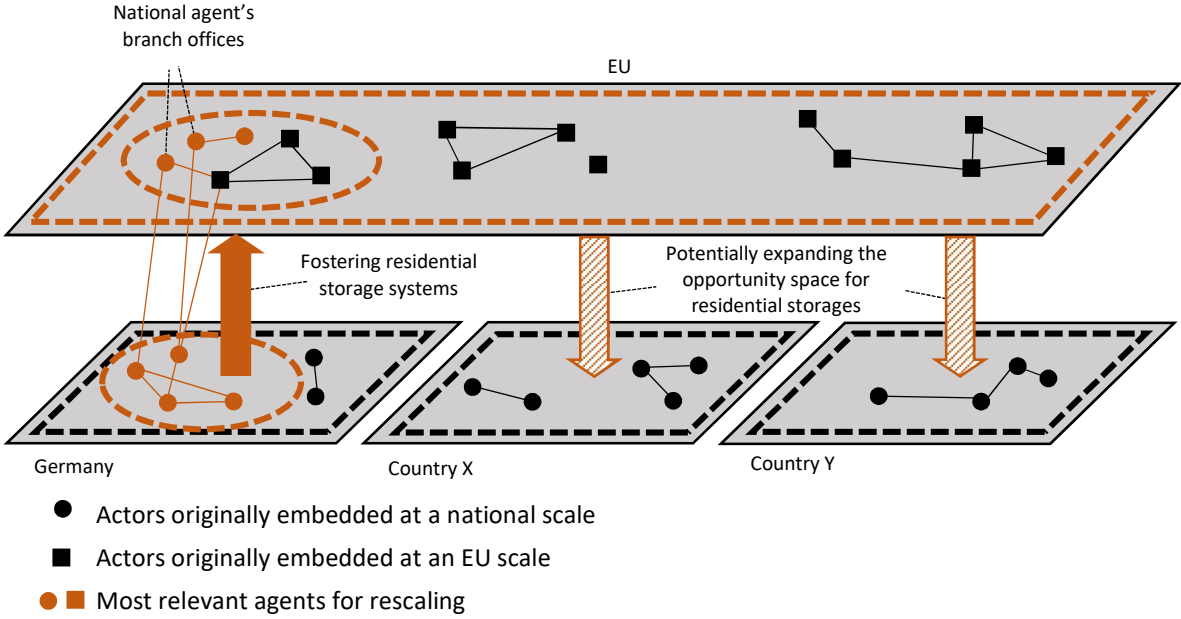 National agent's
branch offices
EU
Fostering residential
storage systems
Potentially expanding the
opportunity space for
residential storages
Germany
Country X
Country Y
Actors originally embedded at a national scale
Actors originally embedded at an EU scale
Most relevant agents for rescaling